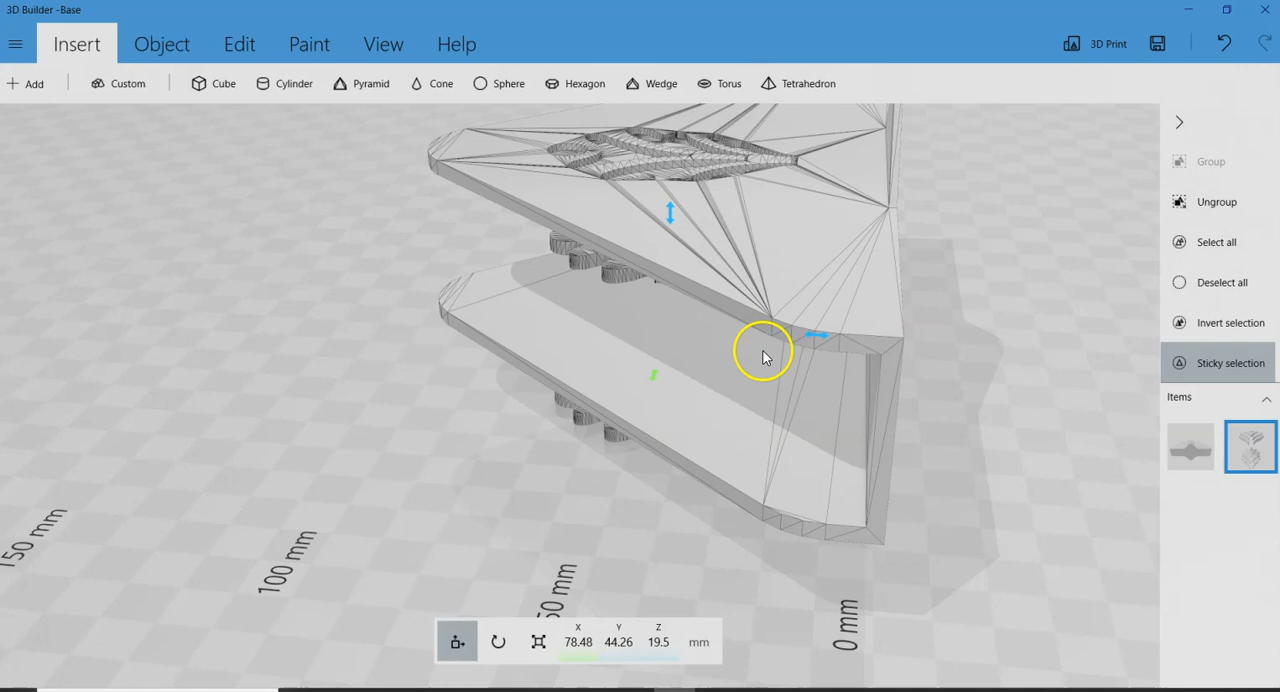 3D Builder -Base
Insert
Object
Edit
Paint
View
Help
3D Print
Add
Custom
Cube
Cylinder
Pyramid
Cone
Sphere
Hexagon
Wedge
Torus
Tetrahedron
Group
Ungroup
Select all
Deselect all
Invert selection
Sticky selection
Items
150 mm
100 mm
50 mm
0 mm
X Y Z
78.48 44.26 19.5 mm